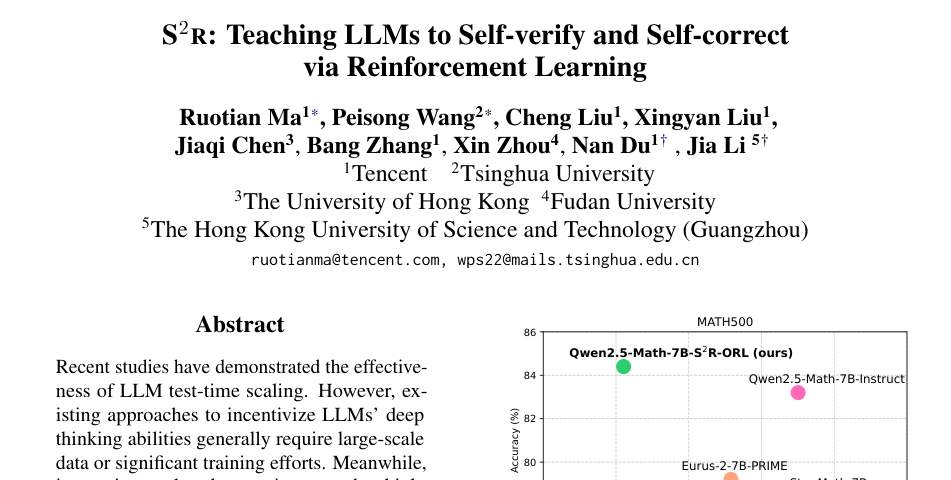 S²R: Teaching LLMs to Self-verify and Self-correct
via Reinforcement Learning
Ruotian Ma¹*, Peisong Wang²*, Cheng Liu¹, Xingyan Liu¹,
Jiaqi Chen³, Bang Zhang¹, Xin Zhou⁴, Nan Du¹† , Jia Li ⁵†
¹Tencent ²Tsinghua University
³The University of Hong Kong ⁴Fudan University
⁵The Hong Kong University of Science and Technology (Guangzhou)
ruotianma@tencent.com, wps22@mails.tsinghua.edu.cn
Abstract
Recent studies have demonstrated the effective-
ness of LLM test-time scaling. However, ex-
isting approaches to incentivize LLMs' deep
thinking abilities generally require large-scale
data or significant training efforts. Meanwhile,
MATH500
86
Qwen2.5-Math-7B-S²R-ORL (ours)
84
Qwen2.5-Math-7B-Instruct
82
Accuracy (%)
80
Eurus-2-7B-PRIME